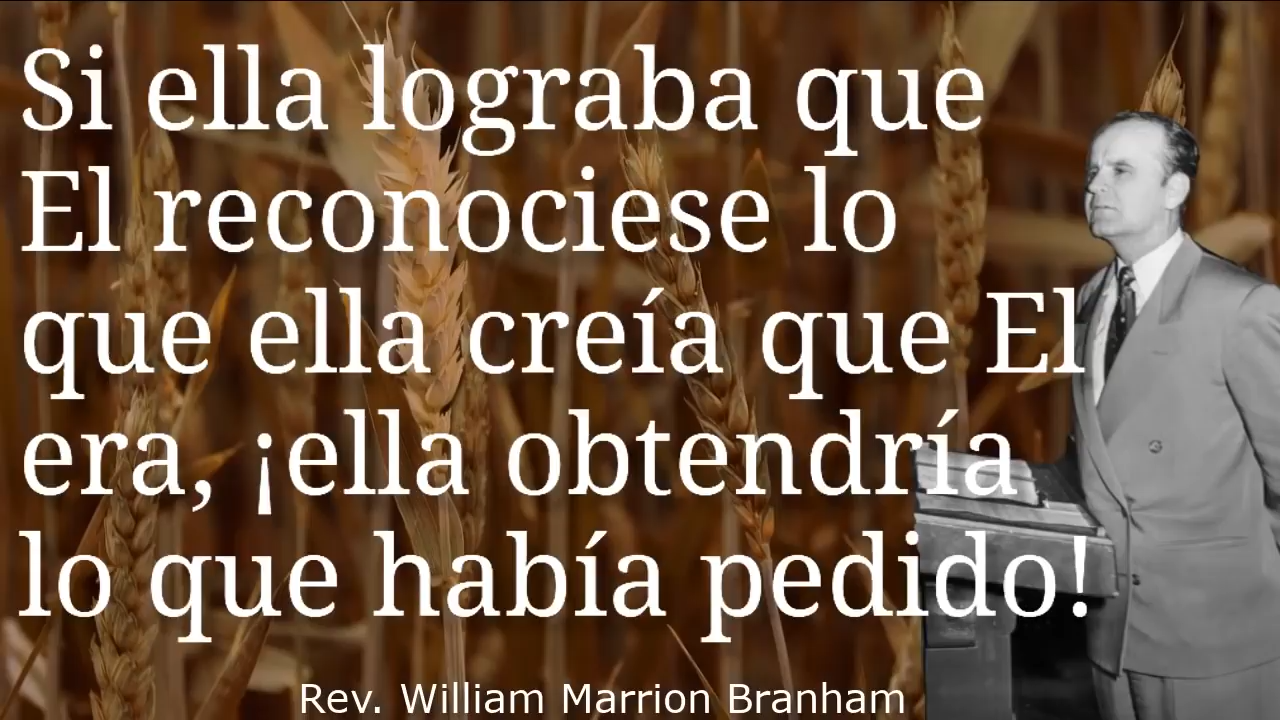 Si ella lograba que
El reconociese lo
que ella creía que El
era, ¡ella obtendría
lo que había pedido!
Rev. William Marrion Branham